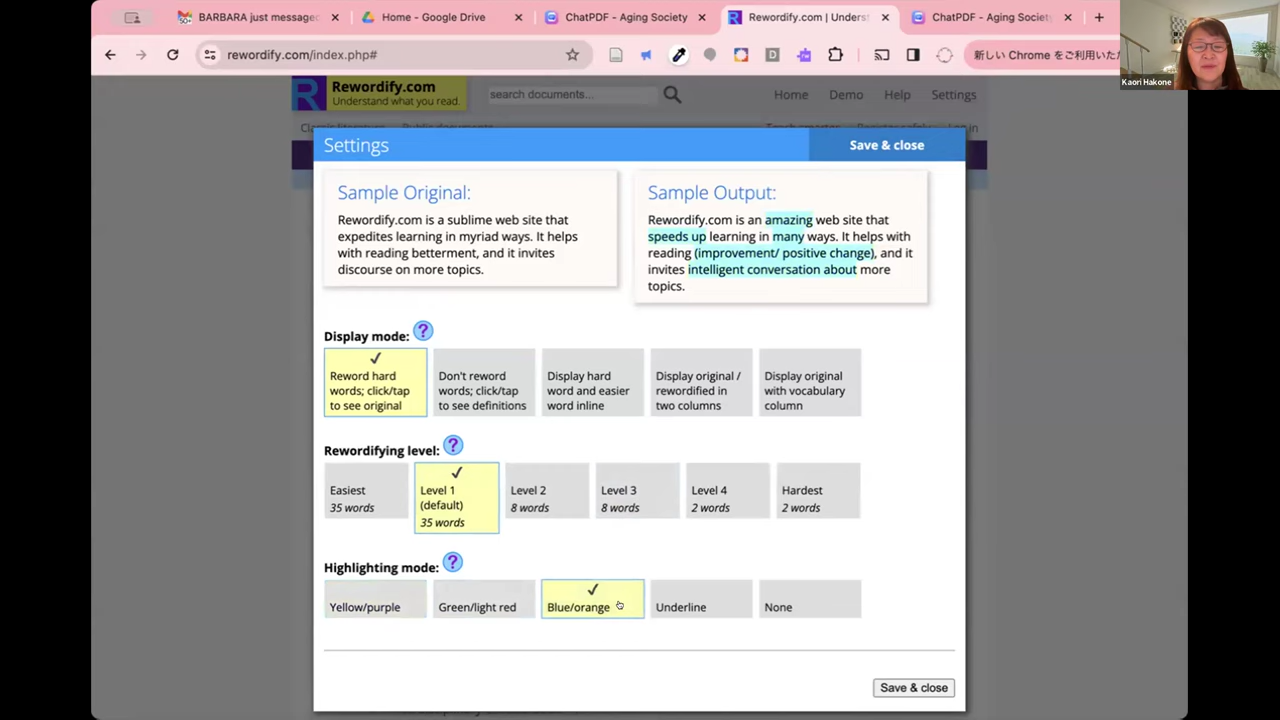 BARBARA just message
Home - Google Drive
ChatPDF - Aging Society
Rewordify.com | Unders
ChatPDF - Aging Society
rewordify.com/index.php#
新しい Chrome をご利用いただ
Kaori Hakone
Rewordify.com
Understand what you read.
search documents...
Home
Demo
Help
Settings
Classic literature
Public documents
Settings
Save & close
Sample Original:
Rewordify.com is a sublime web site that
expedites learning in myriad ways. It helps
with reading betterment, and it invites
discourse on more topics.
Sample Output:
Rewordify.com is an amazing web site that
speeds up learning in many ways. It helps with
reading (improvement/ positive change), and it
invites intelligent conversation about more
topics.
Display mode: ?
Reword hard
words; click/tap
to see original
Don't reword
words; click/tap
to see definitions
Display hard
word and easier
word inline
Display original /
rewordified in
two columns
Display original
with vocabulary
column
Rewordifying level: ?
Easiest
35 words
Level 1
(default)
35 words
Level 2
8 words
Level 3
8 words
Level 4
2 words
Hardest
2 words
Highlighting mode: ?
Yellow/purple
Green/light red
Blue/orange
Underline
None
Save & close